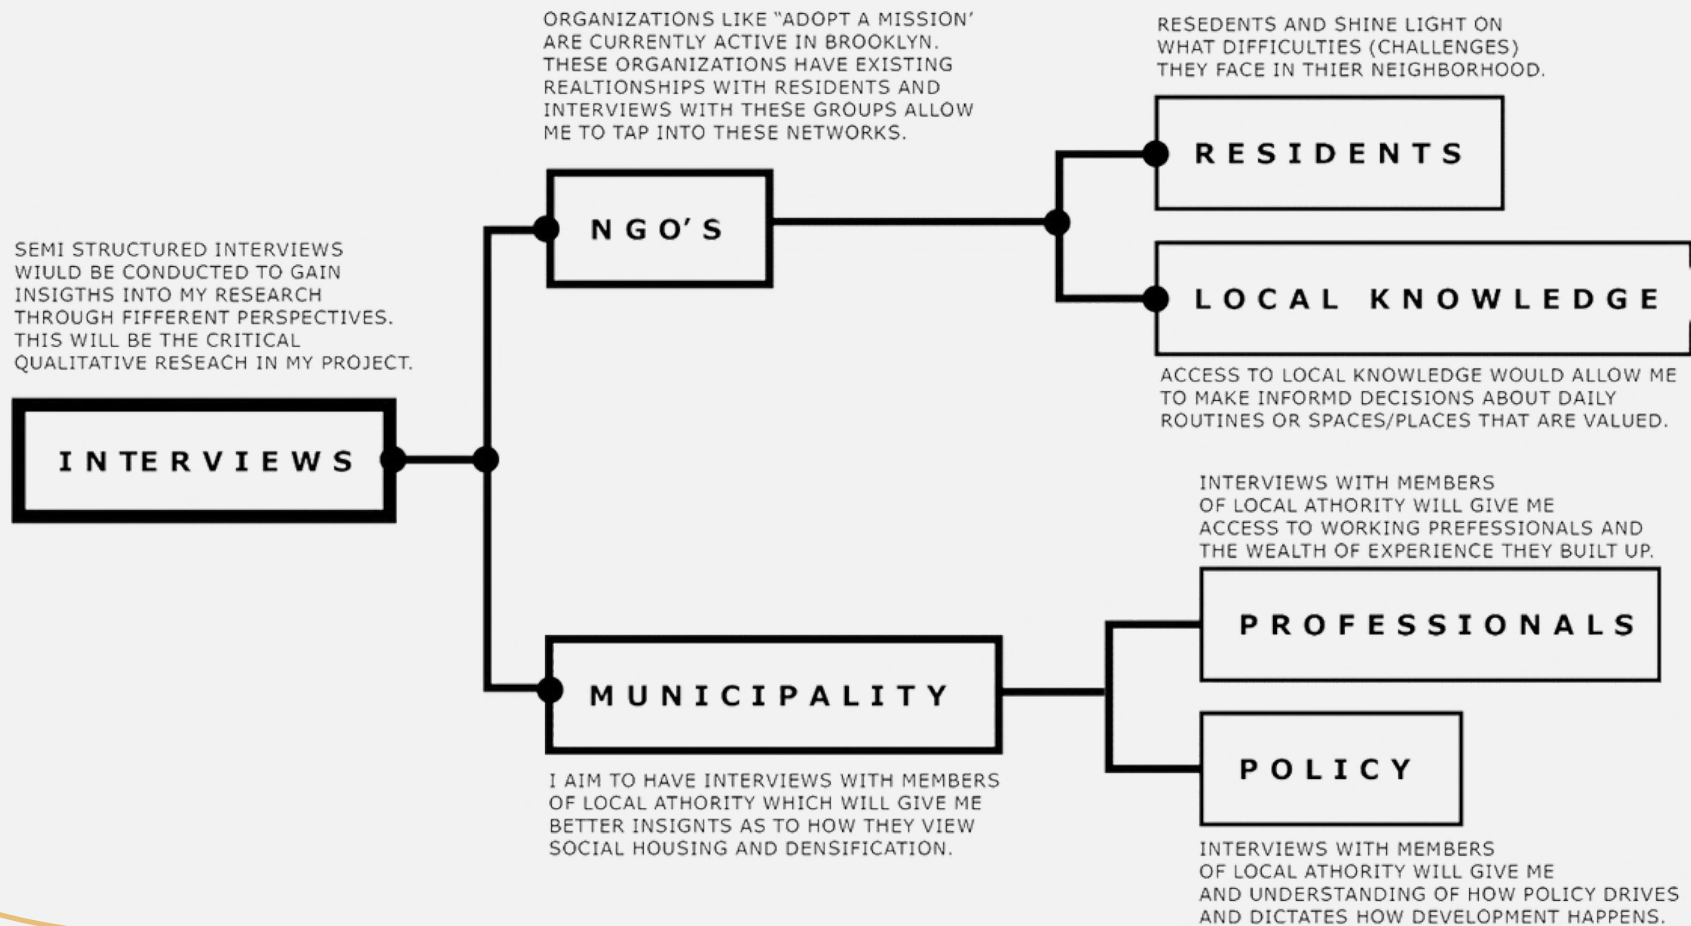 ORGANIZATIONS LIKE "ADOPT A MISSION'
ARE CURRENTLY ACTIVE IN BROOKLYN.
THESE ORGANIZATIONS HAVE EXISTING
REALTIONSHIPS WITH RESIDENTS AND
INTERVIEWS WITH THESE GROUPS ALLOW
ME TO TAP INTO THESE NETWORKS.
NGO'S
RESEDENTS AND SHINE LIGHT ON
WHAT DIFFICULTIES (CHALLENGES)
THEY FACE IN THIER NEIGHBORHOOD.
RESIDENTS
LOCAL KNOWLEDGE
ACCESS TO LOCAL KNOWLEDGE WOULD ALLOW ME
TO MAKE INFORMD DECISIONS ABOUT DAILY
ROUTINES OR SPACES/PLACES THAT ARE VALUED.
SEMI STRUCTURED INTERVIEWS
WIULD BE CONDUCTED TO GAIN
INSIGTHS INTO MY RESEARCH
THROUGH FIFFERENT PERSPECTIVES.
THIS WILL BE THE CRITICAL
QUALITATIVE RESEACH IN MY PROJECT.
INTERVIEWS
MUNICIPALITY
I AIM TO HAVE INTERVIEWS WITH MEMBERS
OF LOCAL ATHORITY WHICH WILL GIVE ME
BETTER INSIGNTS AS TO HOW THEY VIEW
SOCIAL HOUSING AND DENSIFICATION.
INTERVIEWS WITH MEMBERS
OF LOCAL ATHORITY WILL GIVE ME
ACCESS TO WORKING PREFESSIONALS AND
THE WEALTH OF EXPERIENCE THEY BUILT UP.
PROFESSIONALS
POLICY
INTERVIEWS WITH MEMBERS
OF LOCAL ATHORITY WILL GIVE ME
AND UNDERSTANDING OF HOW POLICY DRIVES
AND DICTATES HOW DEVELOPMENT HAPPENS.